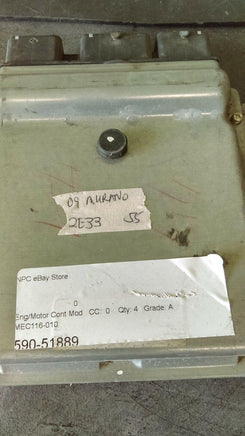 09 MURANO
2E33 55
NPC eBay Store
0
Eng/Motor Cont Mod CC: 0 Qty: 4 Grade: A
MEC116-010
590-51889